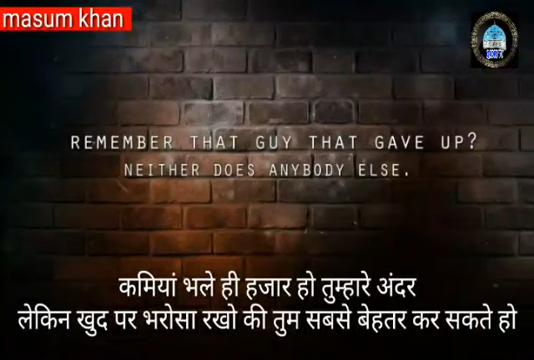 masum khan
REMEMBER THAT GUY THAT GAVE UP?
NEITHER DOES ANYBODY ELSE.
कमियां भले ही हजार हो तुम्हारे अंदर
लेकिन खुद पर भरोसा रखो की तुम सबसे बेहतर कर सकते हो